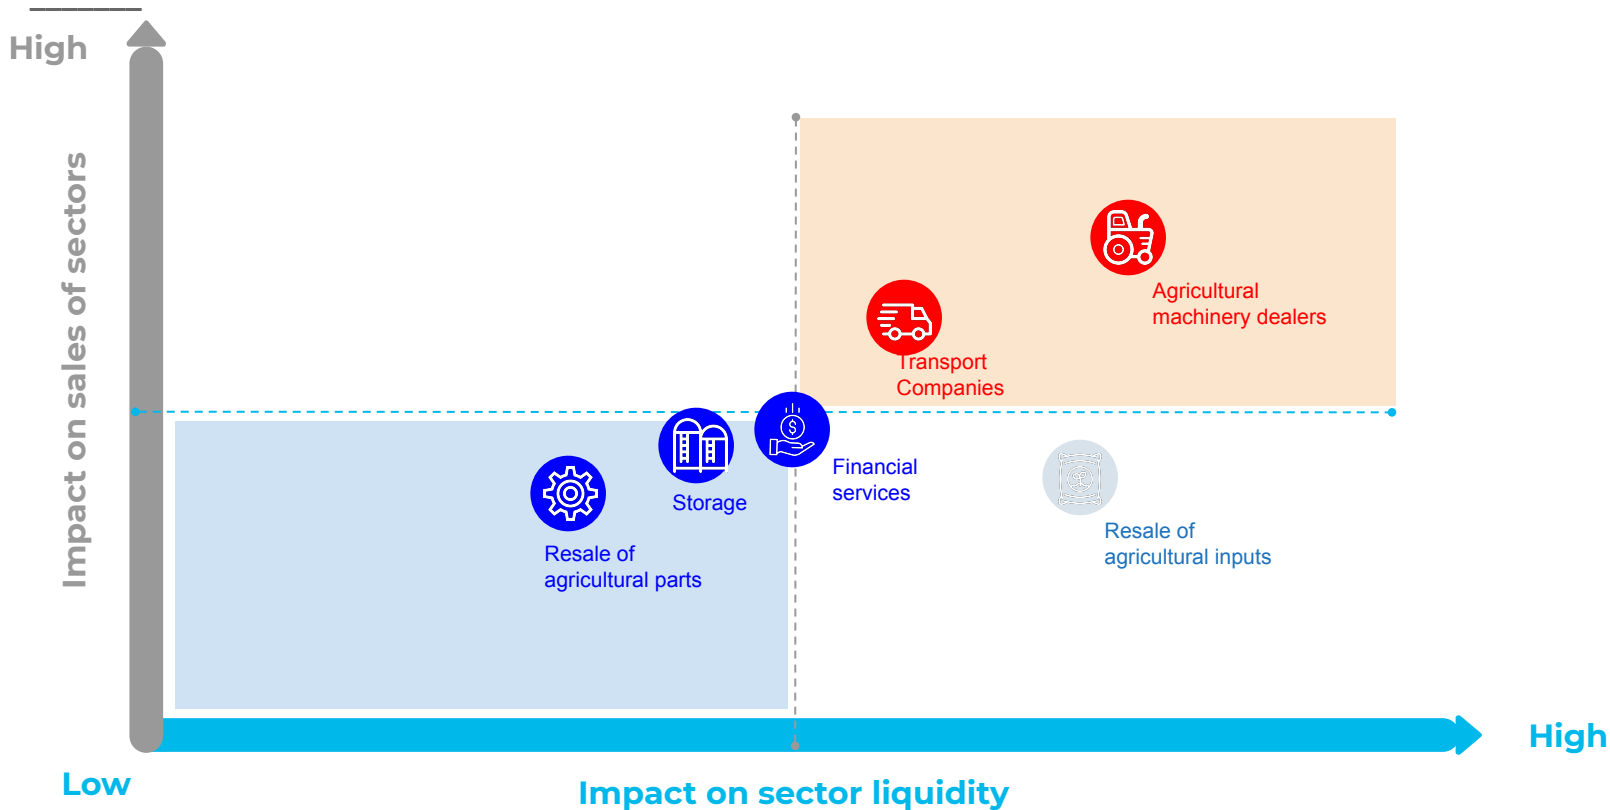 High
Impact on sales of sectors
Agricultural
machinery dealers
Transport
Companies
Financial
services
Storage
Resale of
agricultural parts
Resale of
agricultural inputs
$
High
Low
Impact on sector liquidity